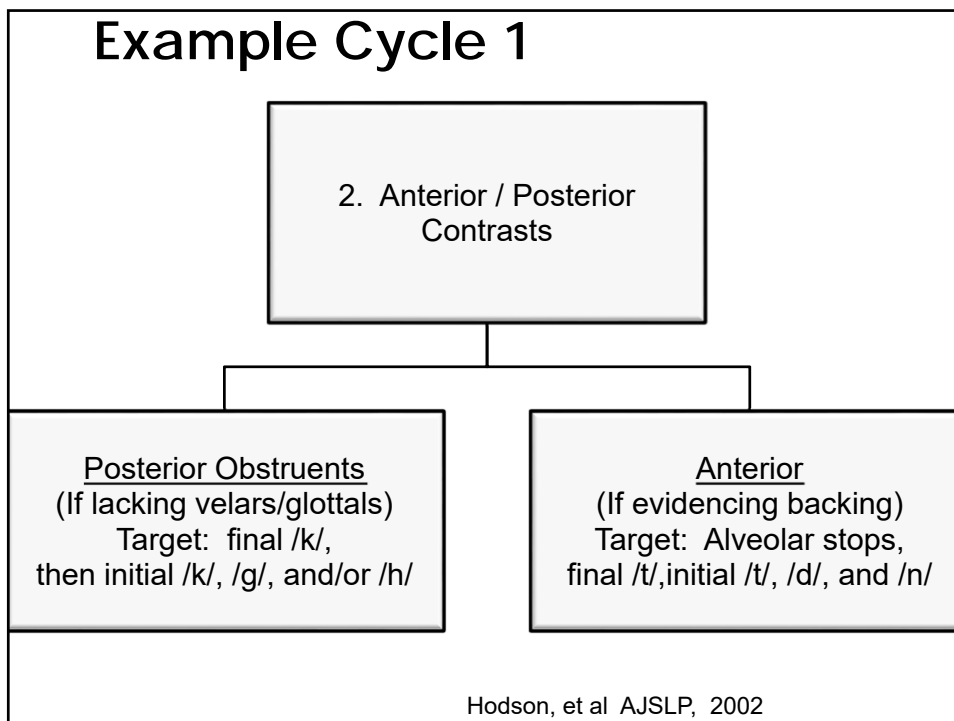 Example Cycle 1
2. Anterior / Posterior
Contrasts
Posterior Obstruents
(If lacking velars/glottals)
Target: final /k/,
then initial /k/, /g/, and/or /h/
Anterior
(If evidencing backing)
Target: Alveolar stops,
final /t/,initial /t/, /d/, and /n/
Hodson, et al AJSLP, 2002